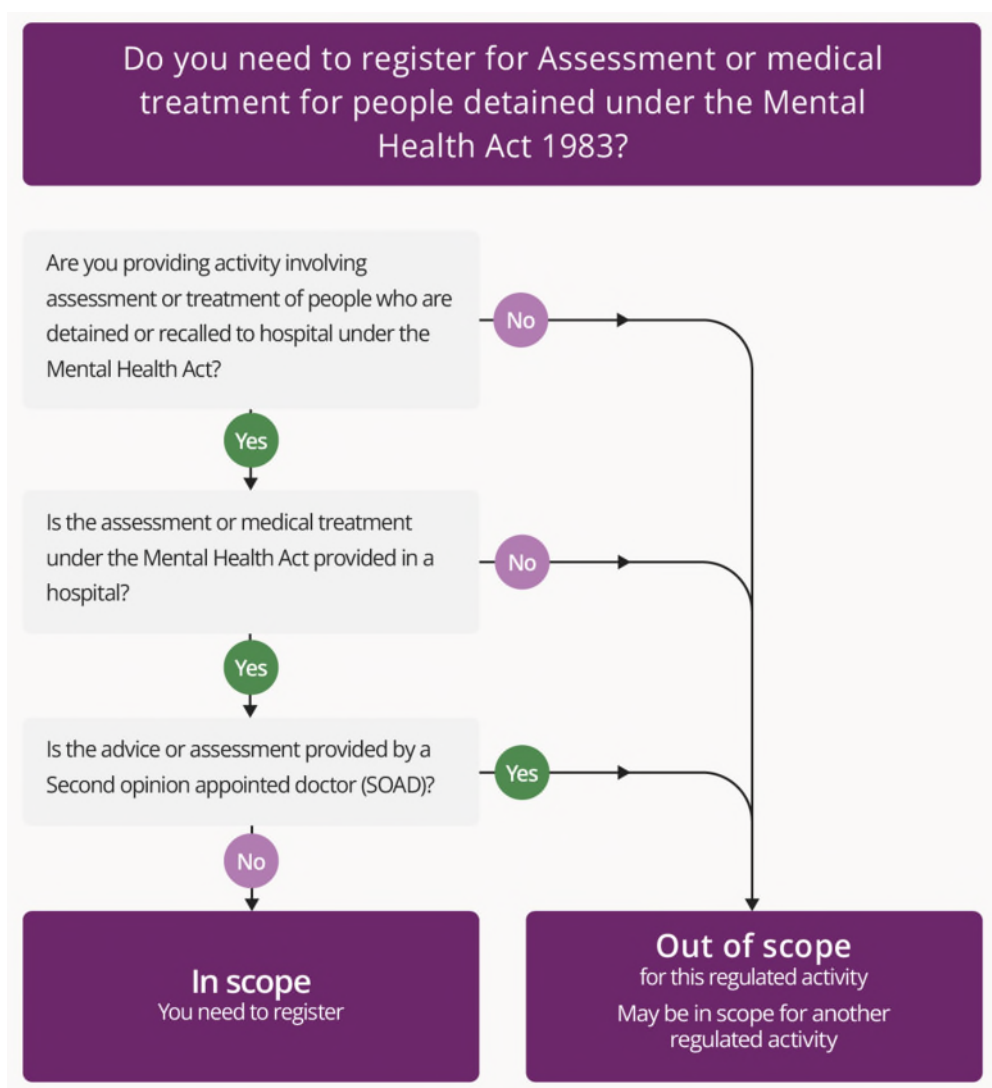 Do you need to register for Assessment or medical
treatment for people detained under the Mental
Health Act 1983?
Are you providing activity involving
assessment or treatment of people who are
detained or recalled to hospital under the
Mental Health Act?
No
Yes
Is the assessment or medical treatment
under the Mental Health Act provided in a
hospital?
No
Yes
Is the advice or assessment provided by a
Second opinion appointed doctor (SOAD)?
Yes
No
In scope
You need to register
Out of scope
for this regulated activity
May be in scope for another
regulated activity